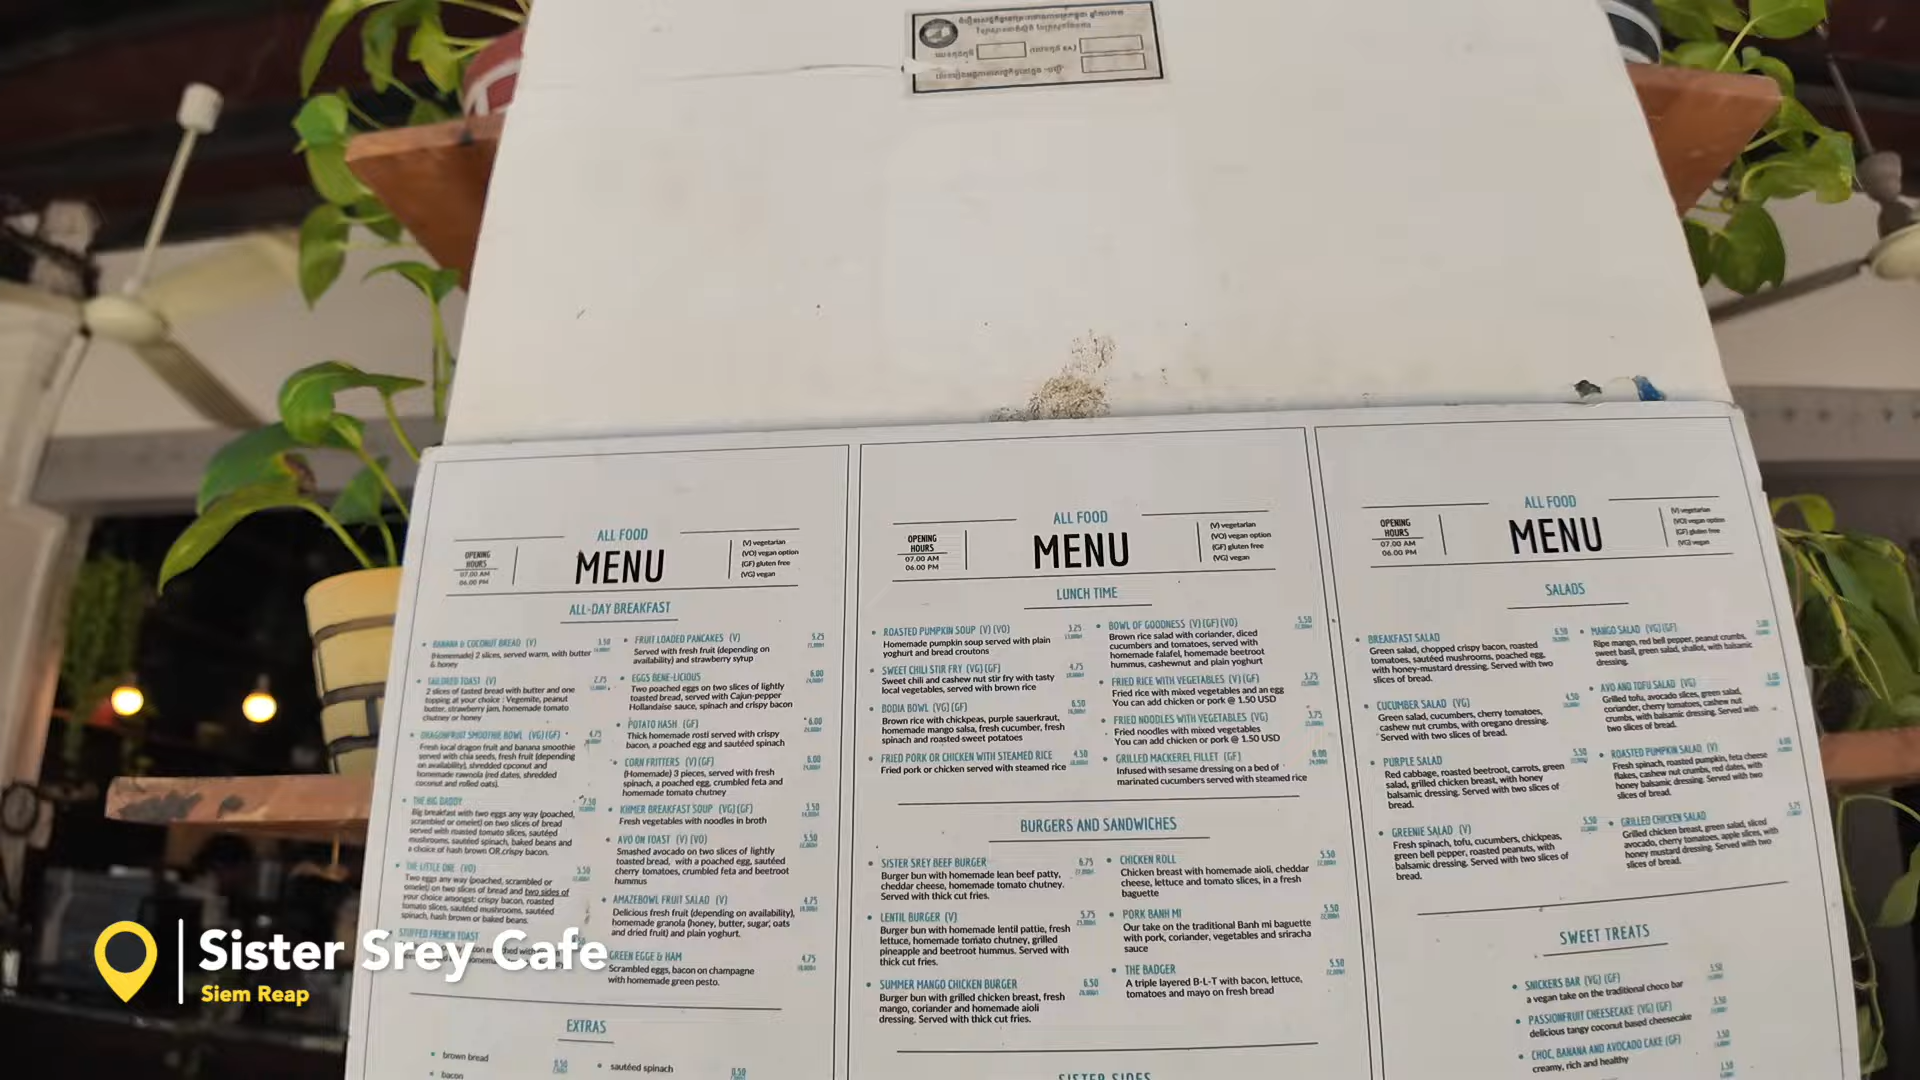 ALL FOOD
MENU
OPENING
HOURS
07.00 AM
06.00 PM
(V) vegetarian
(VO) vegan option
(GF) gluten free
(VG) vegan
ALL-DAY BREAKFAST
BANANA & COCONUT BREAD (V) 3.50
(Homemade) 2 slices, served warm, with butter
& honey
TAILORED TOAST (V) 2.75
2 slices of tasted bread with butter and one
topping at your choice : Vegemite, peanut
butter, strawberry jam, homemade tomato
chutney or honey
DRAGONFRUIT SMOOTHIE BOWL (VG)(GF) 4.75
Fresh local dragon fruit and banana smoothie
served with chia seeds, fresh fruit (depending
on availability), shredded coconut and
homemade rawnola (red dates, shredded
coconut and rolled oats).
THE BIG DADDY 7.50
Big breakfast with two eggs any way (poached,
scrambled or omelet) on two slices of bread
served with roasted tomato slices, sautéed
mushrooms, sautéed spinach, baked beans and
a choice of hash brown OR crispy bacon.
THE LITTLE ONE (VO) 5.50
Two eggs any way (poached, scrambled or
omelet) on two slices of bread and two sides of
your choice amongst: crispy bacon, roasted
tomato slices, sautéed mushrooms, sautéed
spinach, hash brown or baked beans.
STUFFED FRENCH TOAST
FRUIT LOADED PANCAKES (V) 5.25
Served with fresh fruit (depending on
availability) and strawberry syhup
EGGS BENE-LICIOUS 6.00
Two poached eggs on two slices of lightly
toasted bread, served with Cajun-pepper
Hollandaise sauce, spinach and crispy bacon
POTATO HASH (GF) 6.00
Thick homemade rosti served with crispy
bacon, a poached egg and sautéed spinach
CORN FRITTERS (V)(GF) 6.00
(Homemade) 3 pieces, served with fresh
spinach, a poached egg, crumbled feta and
homemade tomato chutney
KHMER BREAKFAST SOUP (VG)(GF) 3.50
Fresh vegetables with noodles in broth
AVO ON TOAST (V)(VO) 5.50
Smashed avocado on two slices of lightly
toasted bread, with a poached egg, sautéed
cherry tomatoes, crumbled feta and beetroot
hummus
AMAZEBOWL FRUIT SALAD (V) 4.75
Delicious fresh fruit (depending on availability),
homemade granola (honey, butter, sugar, oats
and dried fruit) and plain yoghurt.
GREEN EGGE & HAM 4.75
Scrambled eggs, bacon on champagne
with homemade green pesto.
EXTRAS
brown bread 0.50
bacon
sautéed spinach 0.50
ALL FOOD
MENU
OPENING
HOURS
07.00 AM
06.00 PM
(V) vegetarian
(VO) vegan option
(GF) gluten free
(VG) vegan
LUNCH TIME
ROASTED PUMPKIN SOUP (V)(VO) 3.25
Homemade pumpkin soup served with plain
yoghurt and bread croutons
SWEET CHILI STIR FRY (VG)(GF) 4.75
Sweet chili and cashew nut stir fry with tasty
local vegetables, served with brown rice
BODIA BOWL (VG)(GF) 6.50
Brown rice with chickpeas, purple sauerkraut,
homemade mango salsa, fresh cucumber, fresh
spinach and roasted sweet potatoes
FRIED PORK OR CHICKEN WITH STEAMED RICE 4.50
Fried pork or chicken served with steamed rice
BOWL OF GOODNESS (V)(GF)(VO) 5.50
Brown rice salad with coriander, diced
cucumbers and tomatoes, served with
homemade falafel, homemade beetroot
hummus, cashewnut and plain yoghurt
FRIED RICE WITH VEGETABLES (V)(GF) 3.75
Fried rice with mixed vegetables and an egg
You can add chicken or pork @ 1.50 USD
FRIED NOODLES WITH VEGETABLES (VG) 3.75
Fried noodles with mixed vegetables
You can add chicken or pork @ 1.50 USD
GRILLED MACKEREL FILLET (GF) 6.00
Infused with sesame dressing on a bed of
marinated cucumbers served with steamed rice
BURGERS AND SANDWICHES
SISTER SREY BEEF BURGER 6.75
Burger bun with homemade lean beef patty,
cheddar cheese, homemade tomato chutney.
Served with thick cut fries.
LENTIL BURGER (V) 5.75
Burger bun with homemade lentil pattie, fresh
lettuce, homemade tomato chutney, grilled
pineapple and beetroot hummus. Served with
thick cut fries.
SUMMER MANGO CHICKEN BURGER 6.50
Burger bun with grilled chicken breast, fresh
mango, coriander and homemade aioli
dressing. Served with thick cut fries.
CHICKEN ROLL 5.50
Chicken breast with homemade aioli, cheddar
cheese, lettuce and tomato slices, in a fresh
baguette
PORK BANH MI 5.50
Our take on the traditional Banh mi baguette
with pork, coriander, vegetables and sriracha
sauce
THE BADGER 5.50
A triple layered B-L-T with bacon, lettuce,
tomatoes and mayo on fresh bread
SISTER SIDES
ALL FOOD
MENU
OPENING
HOURS
07.00 AM
06.00 PM
(V) vegetarian
(VO) vegan option
(GF) gluten free
(VG) vegan
SALADS
BREAKFAST SALAD 6.50
Green salad, chopped crispy bacon, roasted
tomatoes, sautéed mushrooms, poached egg,
with honey-mustard dressing. Served with two
slices of bread.
CUCUMBER SALAD (VG) 4.50
Green salad, cucumbers, cherry tomatoes,
cashew nut crumbs, with oregano dressing.
Served with two slices of bread.
PURPLE SALAD 5.50
Red cabbage, roasted beetroot, carrots, green
salad, grilled chicken breast, with honey
balsamic dressing. Served with two slices of
bread.
GREENIE SALAD (V) 5.50
Fresh spinach, tofu, cucumbers, chickpeas,
green bell pepper, roasted peanuts, with
balsamic dressing. Served with two slices of
bread.
MANGO SALAD (VG)(GF)
Ripe mango, red bell pepper, peanut crumbs,
sweet basil, green salad, shallot, with balsamic
dressing.
AVO AND TOFU SALAD (VG) 6.00
Grilled tofu, avocado slices, green salad,
coriander, cherry tomatoes, cashew nut
crumbs, with balsamic dressing. Served with
two slices of bread.
ROASTED PUMPKIN SALAD (V) 6.00
Fresh spinach, roasted pumpkin, feta cheese
flakes, cashew nut crumbs, red dates, with
honey balsamic dressing. Served with two
slices of bread.
GRILLED CHICKEN SALAD 5.75
Grilled chicken breast, green salad, sliced
avocado, cherry tomatoes, apple slices, with
honey mustard dressing. Served with two
slices of bread.
SWEET TREATS
SNICKERS BAR (VG)(GF) 3.50
a vegan take on the traditional choco bar
PASSIONFRUIT CHEESECAKE (VG)(GF) 3.50
delicious tangy coconut based cheesecake
CHOC, BANANA AND AVOCADO CAKE (GF) 3.50
creamy, rich and healthy
Sister Srey Cafe
Siem Reap